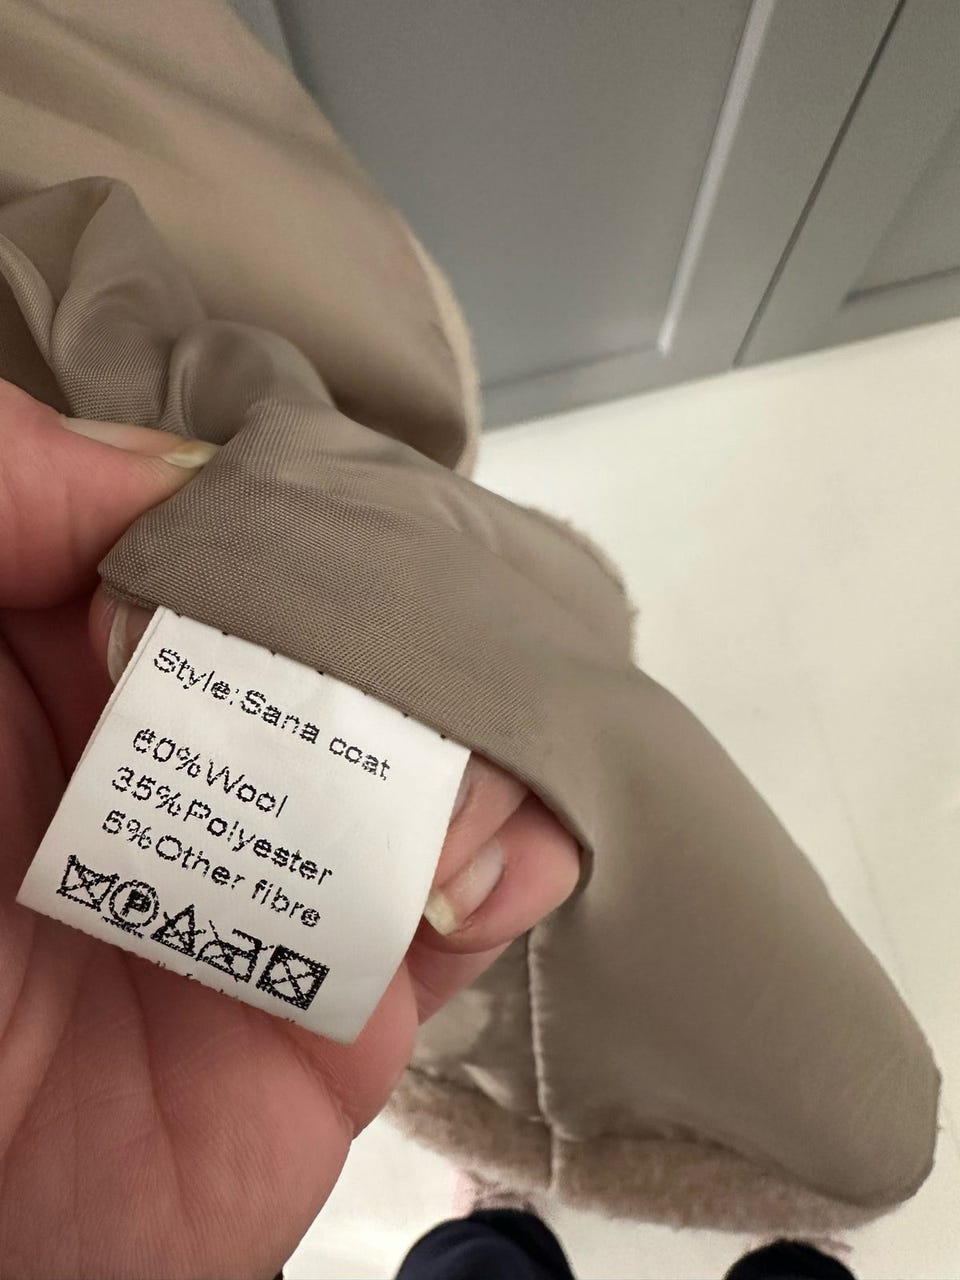 Style:Sana coat
60%Wool
35%Polyester
5%Other fibre
P